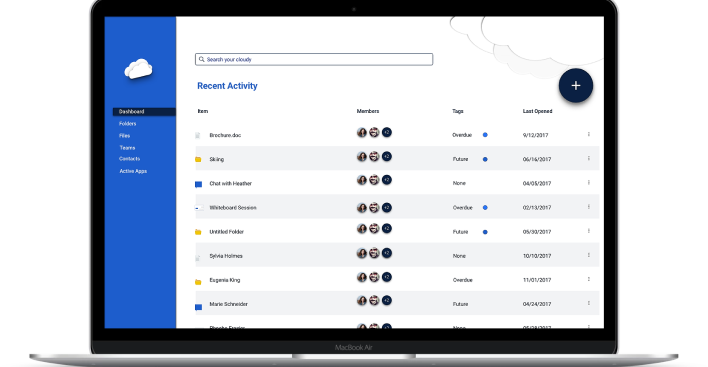 Search your cloudy
Recent Activity
Dashboard
Folders
Files
Teams
Contacts
Active Apps
Item Members Tags Last Opened
Brochure.doc +2 Overdue 9/12/2017
Skiing +2 Future 06/16/2017
Chat with Heather +2 None 04/05/2017
Whiteboard Session +2 Overdue 02/13/2017
Untitled Folder +2 Future 05/30/2017
Sylvia Holmes +2 None 10/10/2017
Eugenia King +2 Overdue 11/01/2017
Marie Schneider +2 Future 04/24/2017
+2 None
MacBook Air